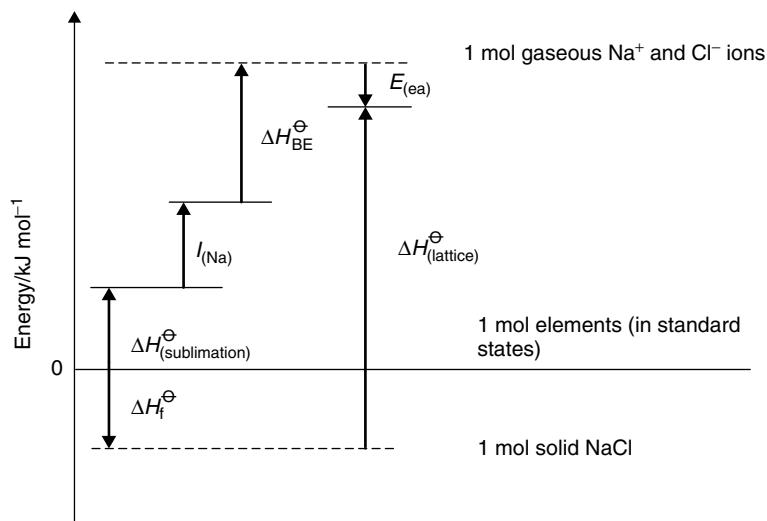 1 mol gaseous Na⁺ and Cl⁻ ions
E(ea)
ΔH⦵BE
I(Na)
ΔH⦵(lattice)
Energy/kJ mol⁻¹
1 mol elements (in standard
states)
ΔH⦵(sublimation)
0
ΔHf⦵
1 mol solid NaCl